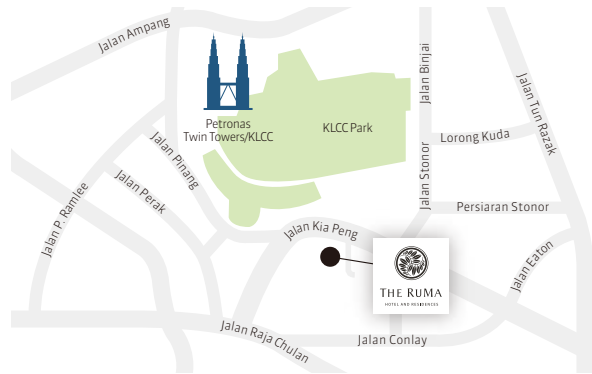 Jalan Ampang
Petronas
Twin Towers/KLCC
KLCC Park
Jalan Binjai
Jalan Tun Razak
Lorong Kuda
Jalan Pinang
Jalan Perak
Jalan P. Ramlee
Jalan Stonor
Persiaran Stonor
Jalan Kia Peng
Jalan Eaton
THE RUMA
HOTEL AND RESIDENCES
Jalan Raja Chulan
Jalan Conlay